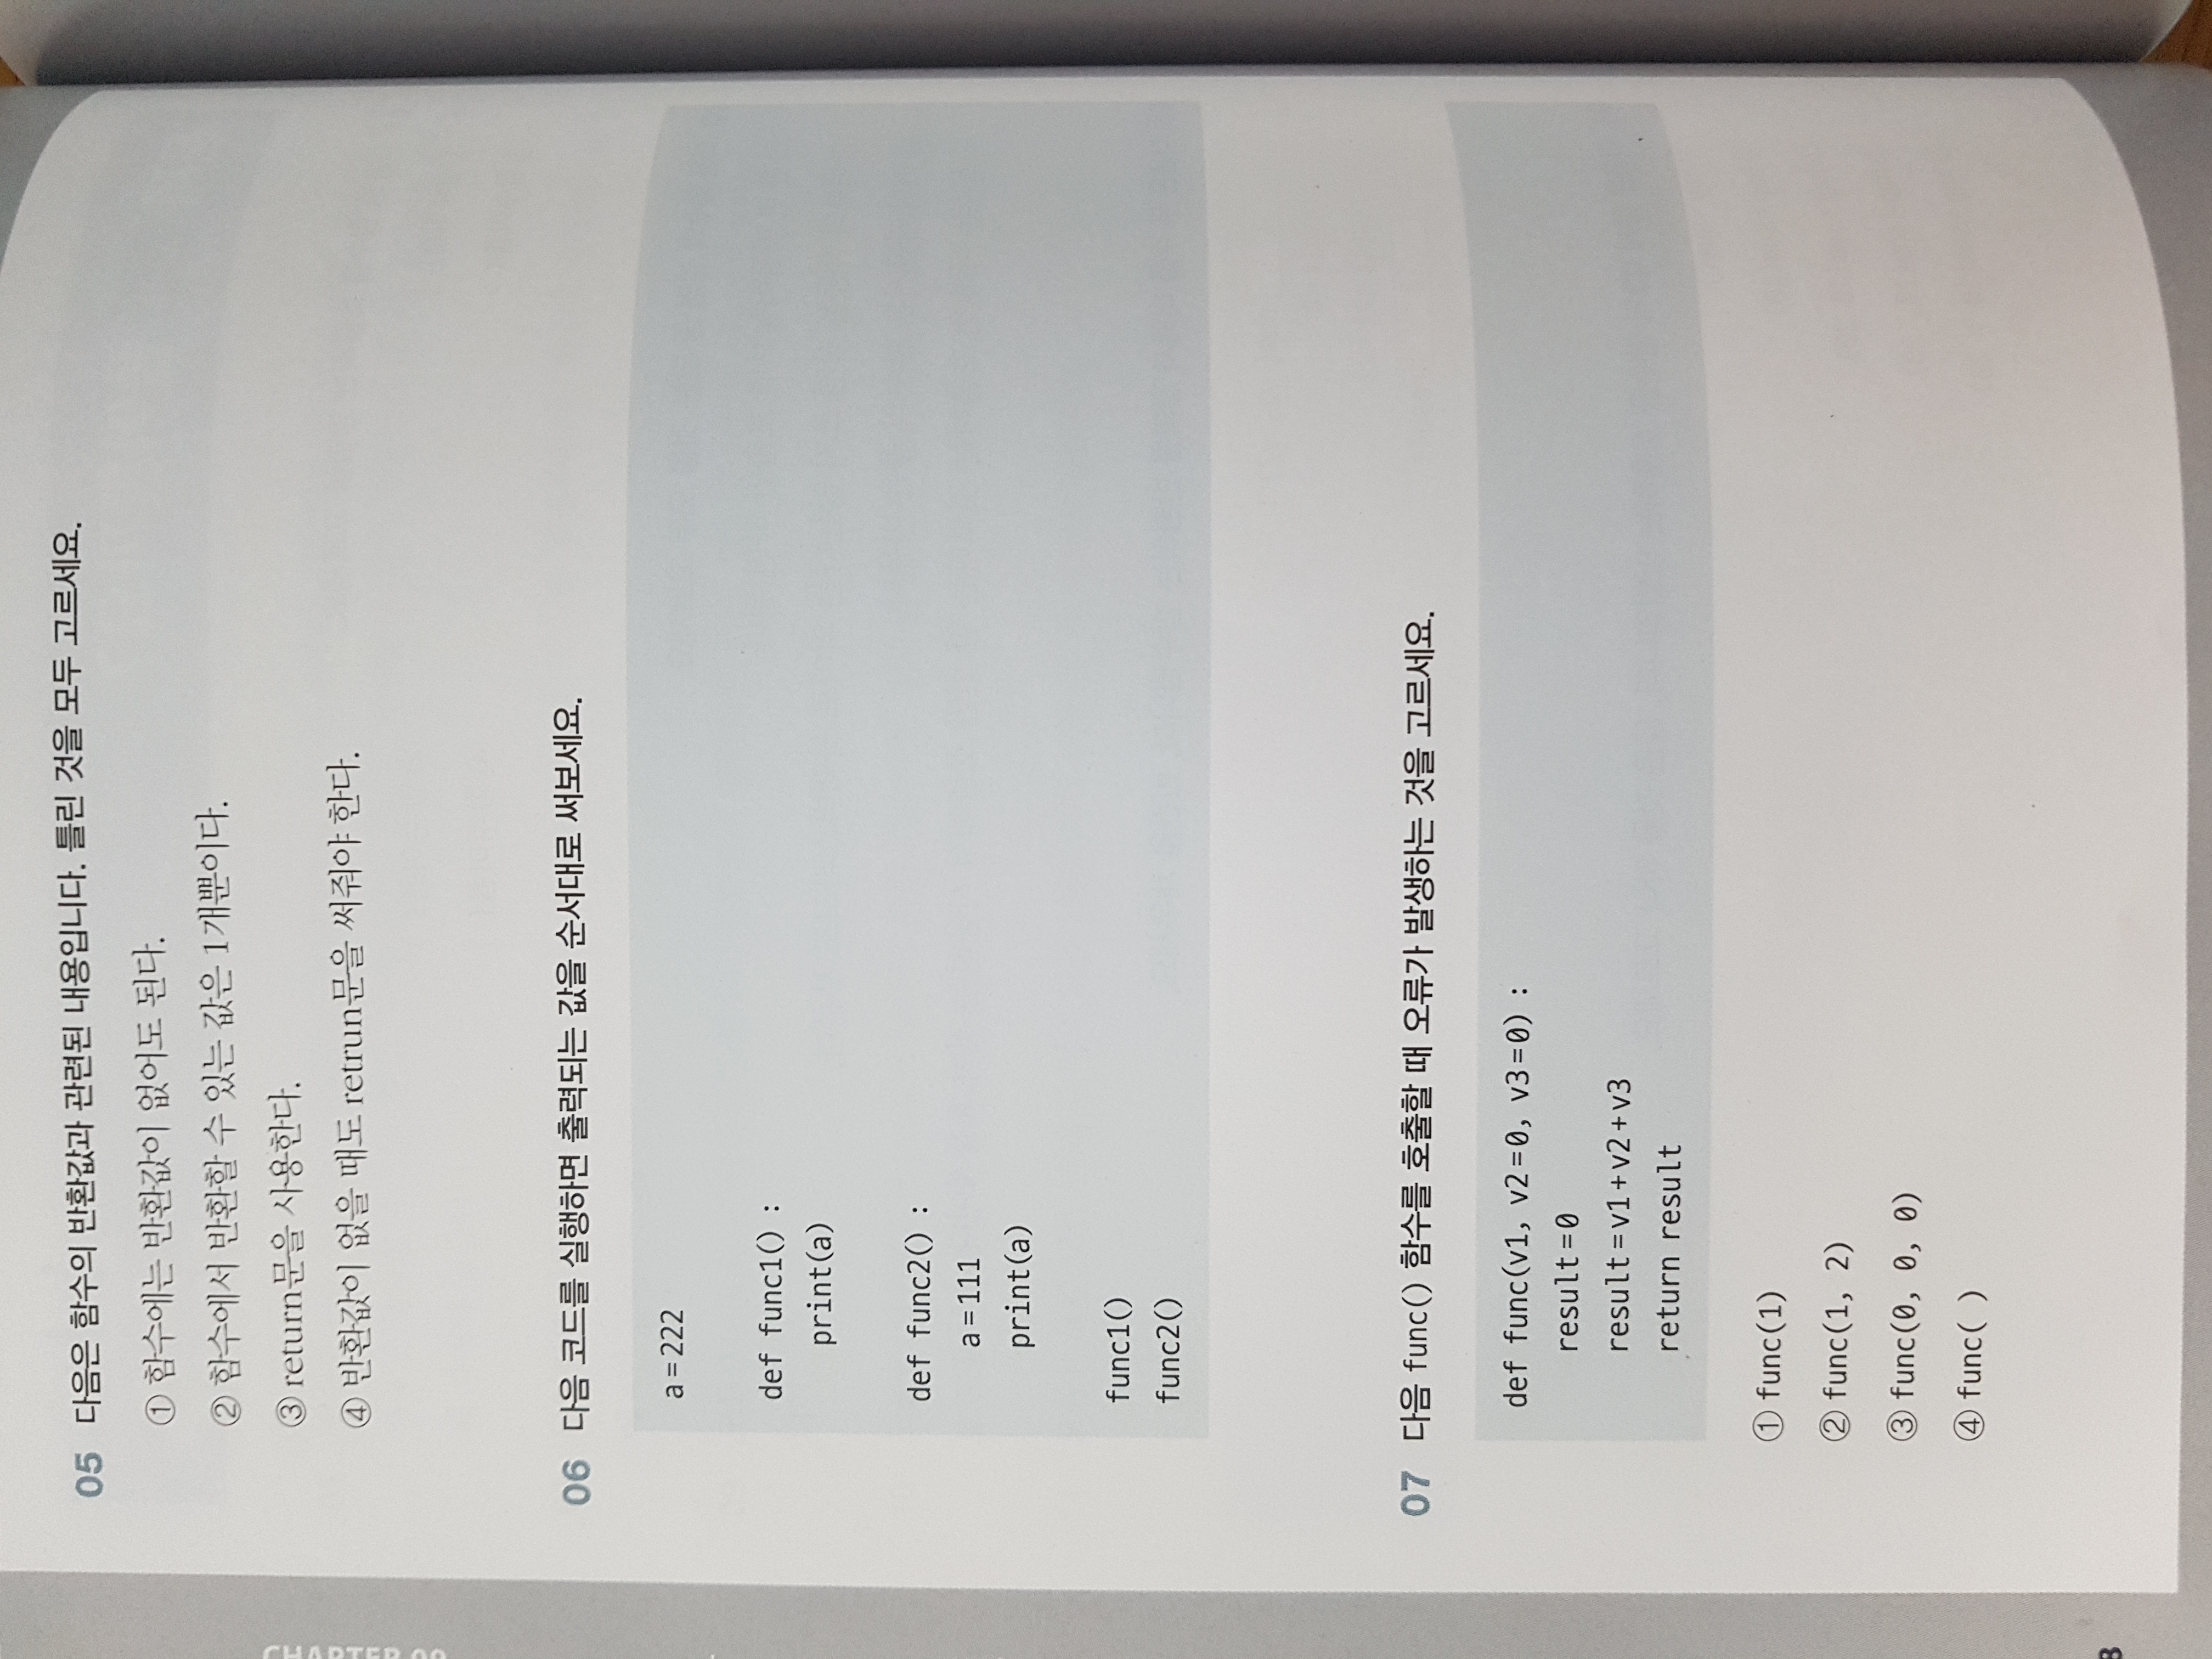 05 다음은 함수의 반환값과 관련된 내용입니다. 틀린 것을 모두 고르세요.
① 함수에는 반환값이 없어도 된다.
② 함수에서 반환할 수 있는 값은 1개뿐이다.
③ return문을 사용한다.
④ 반환값이 없을 때도 retrun문을 써줘야 한다.
06 다음 코드를 실행하면 출력되는 값을 순서대로 써보세요.
a=222
def func1() :
print(a)
def func2() :
a=111
print(a)
func1()
func2()
07 다음 func() 함수를 호출할 때 오류가 발생하는 것을 고르세요.
def func(v1, v2=0, v3=0) :
result=0
result=v1+v2+v3
return result
① func(1)
② func(1, 2)
③ func(0, 0, 0)
④ func( )
CHAPTER 09
8